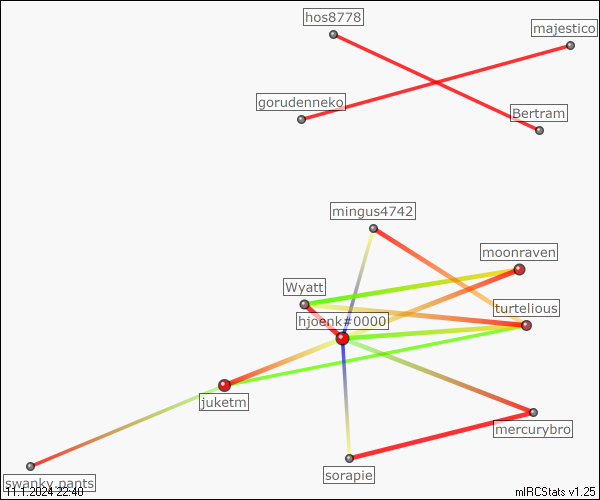 hos8778
majestico
gorudenneko
Bertram
mingus4742
moonraven
Wyatt
turtelious
hjoenk#0000
juketm
mercurybro
sorapie
swanky.pants
11.1.2024 22:40
mIRCStats v1.25